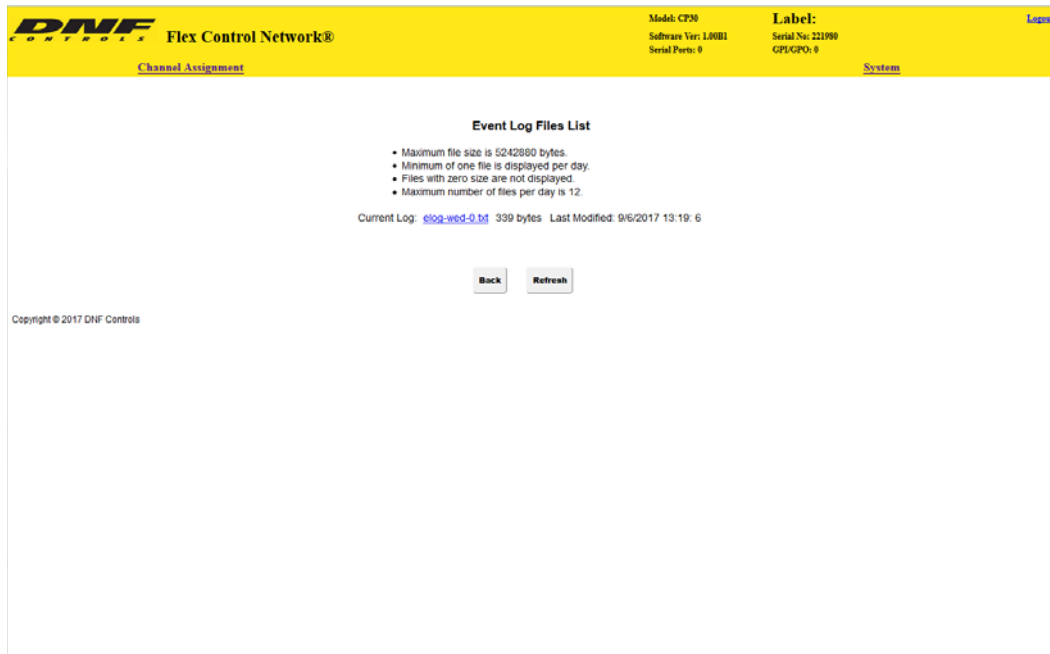 DNF
CONTROLS
Flex Control Network®
Model: CP30
Software Ver: 1.00B1
Serial Ports: 0
Label:
Serial No: 221980
GPI/GPO: 0
Channel Assignment
System
Event Log Files List
• Maximum file size is 5242880 bytes.
• Minimum of one file is displayed per day.
• Files with zero size are not displayed.
• Maximum number of files per day is 12.
Current Log: elog-wed-0.txt 339 bytes Last Modified: 9/6/2017 13:19: 6
Back Refresh
Copyright © 2017 DNF Controls